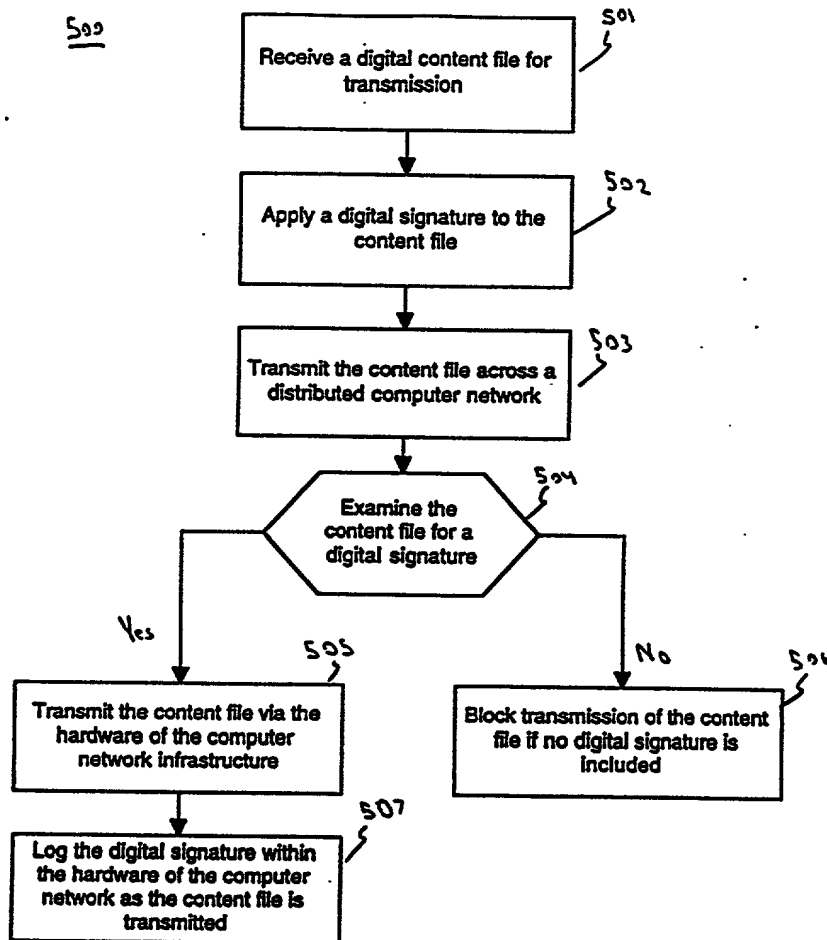 500
501
Receive a digital content file for
transmission
502
Apply a digital signature to the
content file
503
Transmit the content file across a
distributed computer network
504
Examine the
content file for a
digital signature
Yes
No
505
Transmit the content file via the
hardware of the computer
network infrastructure
506
Block transmission of the content
file if no digital signature is
included
507
Log the digital signature within
the hardware of the computer
network as the content file is
transmitted